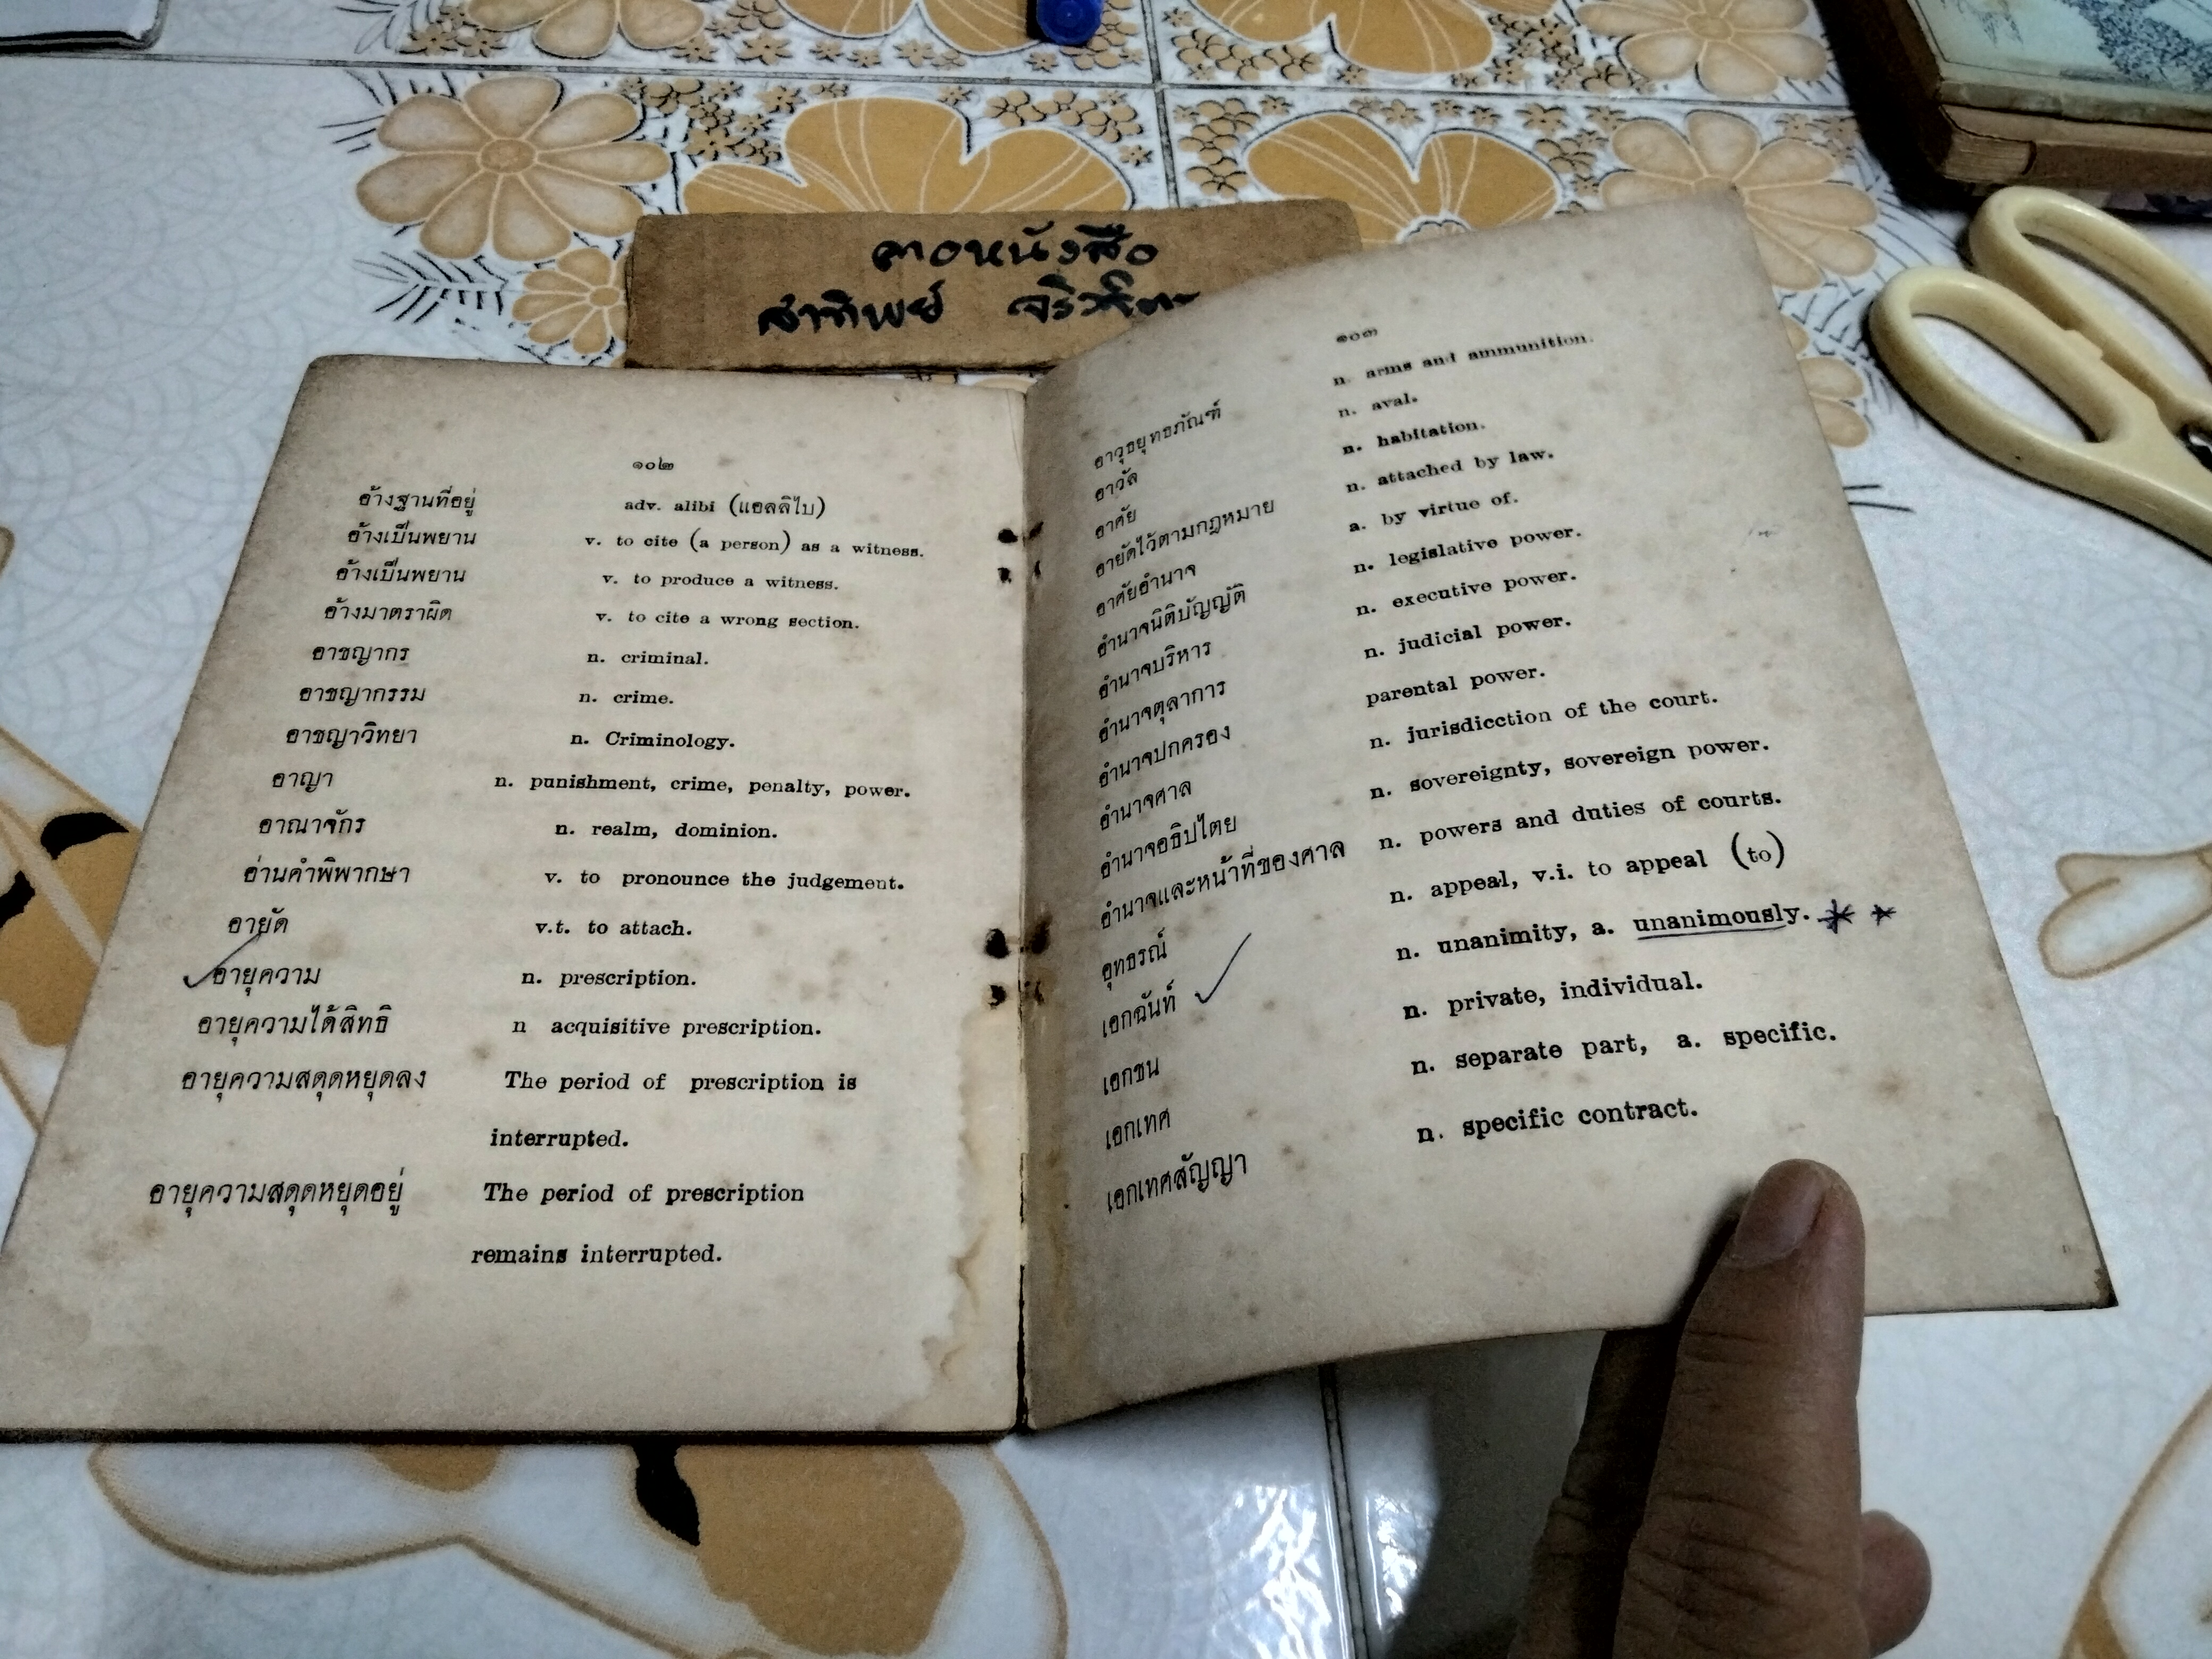 ลาดหนังสือ
สาทิพย์
๑๐๒
อ้างฐานที่อยู่ adv. alibi (แอลลิไบ)
อ้างเป็นพยาน v. to cite (a person) as a witness.
อ้างเป็นพยาน v. to produce a witness.
อ้างมาตราผิด v. to cite a wrong section.
อาชญากร n. criminal.
อาชญากรรม n. crime.
อาชญาวิทยา n. Criminology.
อาญา n. punishment, crime, penalty, power.
อาณาจักร n. realm, dominion.
อ่านคำพิพากษา v. to pronounce the judgement.
อายัด v.t. to attach.
อายุความ n. prescription.
อายุความได้สิทธิ n acquisitive prescription.
อายุความสดุดหยุดลง The period of prescription is
interrupted.
อายุความสดุดหยุดอยู่ The period of prescription
remains interrupted.
๑๐๓
อาวุธยุทธภัณฑ์ n. arms and ammunition.
อาวัล n. aval.
อาศัย n. habitation.
อายัดไว้ตามกฎหมาย n. attached by law.
อาศัยอำนาจ a. by virtue of.
อำนาจนิติบัญญัติ n. legislative power.
อำนาจบริหาร n. executive power.
อำนาจตุลาการ n. judicial power.
อำนาจปกครอง parental power.
อำนาจศาล n. jurisdicction of the court.
อำนาจอธิปไตย n. sovereignty, sovereign power.
อำนาจและหน้าที่ของศาล n. powers and duties of courts.
อุทธรณ์ n. appeal, v.i. to appeal (to)
เอกฉันท์ n. unanimity, a. unanimously.
เอกชน n. private, individual.
เอกเทศ n. separate part, a. specific.
เอกเทศสัญญา n. specific contract.